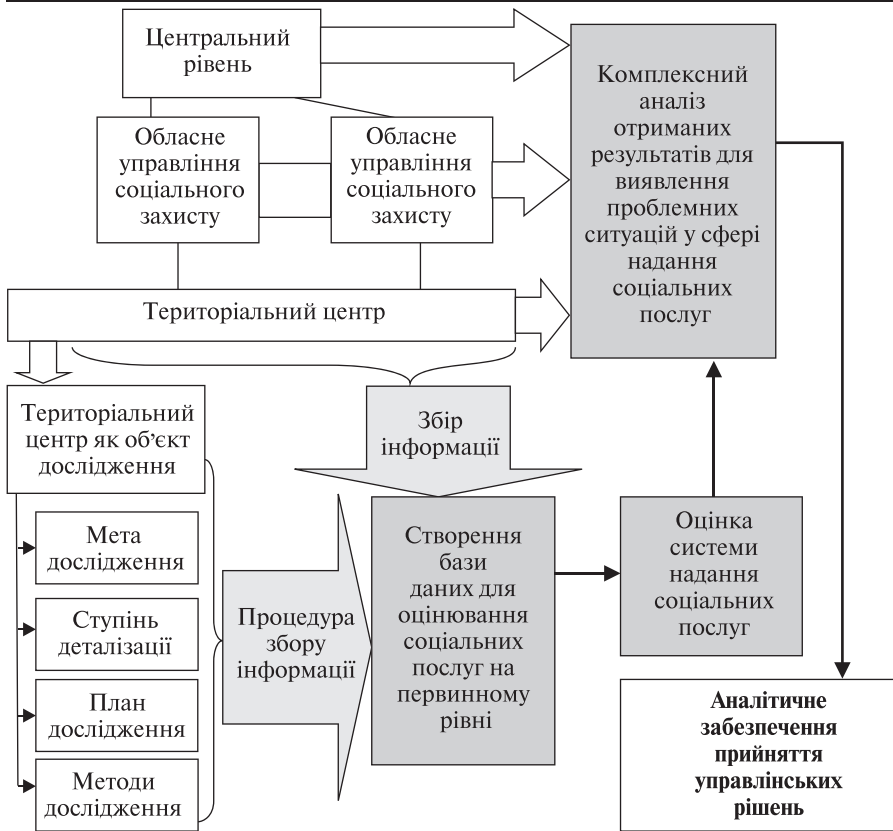 Центральний
рівень
Обласне
управління
соціального
захисту
Обласне
управління
соціального
захисту
Територіальний центр
Комплексний
аналіз
отриманих
результатів для
виявлення
проблемних
ситуацій у сфері
надання
соціальних
послуг
Територіальний
центр як об’єкт
дослідження
Збір
інформації
Мета
дослідження
Ступінь
деталізації
План
дослідження
Методи
дослідження
Процедура
збору
інформації
Створення
бази
даних для
оцінювання
соціальних
послуг на
первинному
рівні
Оцінка
системи
надання
соціальних
послуг
Аналітичне
забезпечення
прийняття
управлінських
рішень